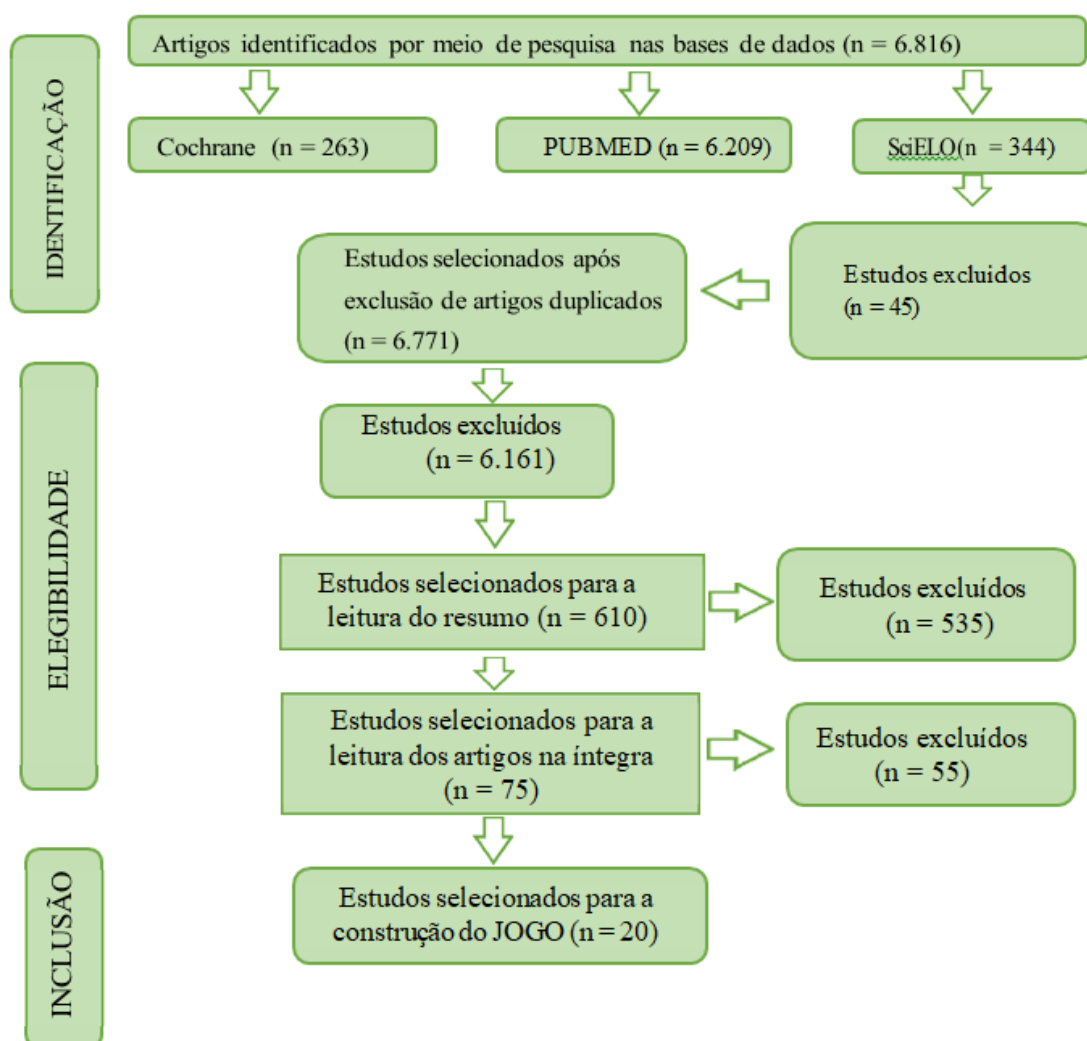 IDENTIFICAÇÃO
Artigos identificados por meio de pesquisa nas bases de dados (n = 6.816)
Cochrane (n = 263)
PUBMED (n = 6.209)
SciELO(n = 344)
Estudos selecionados após
exclusão de artigos duplicados
(n = 6.771)
Estudos excluidos
(n = 45)
ELEGIBILIDADE
Estudos excluídos
(n = 6.161)
Estudos selecionados para a
leitura do resumo (n = 610)
Estudos excluídos
(n = 535)
Estudos selecionados para a
leitura dos artigos na íntegra
(n = 75)
Estudos excluídos
(n = 55)
INCLUSÃO
Estudos selecionados para a
construção do JOGO (n = 20)